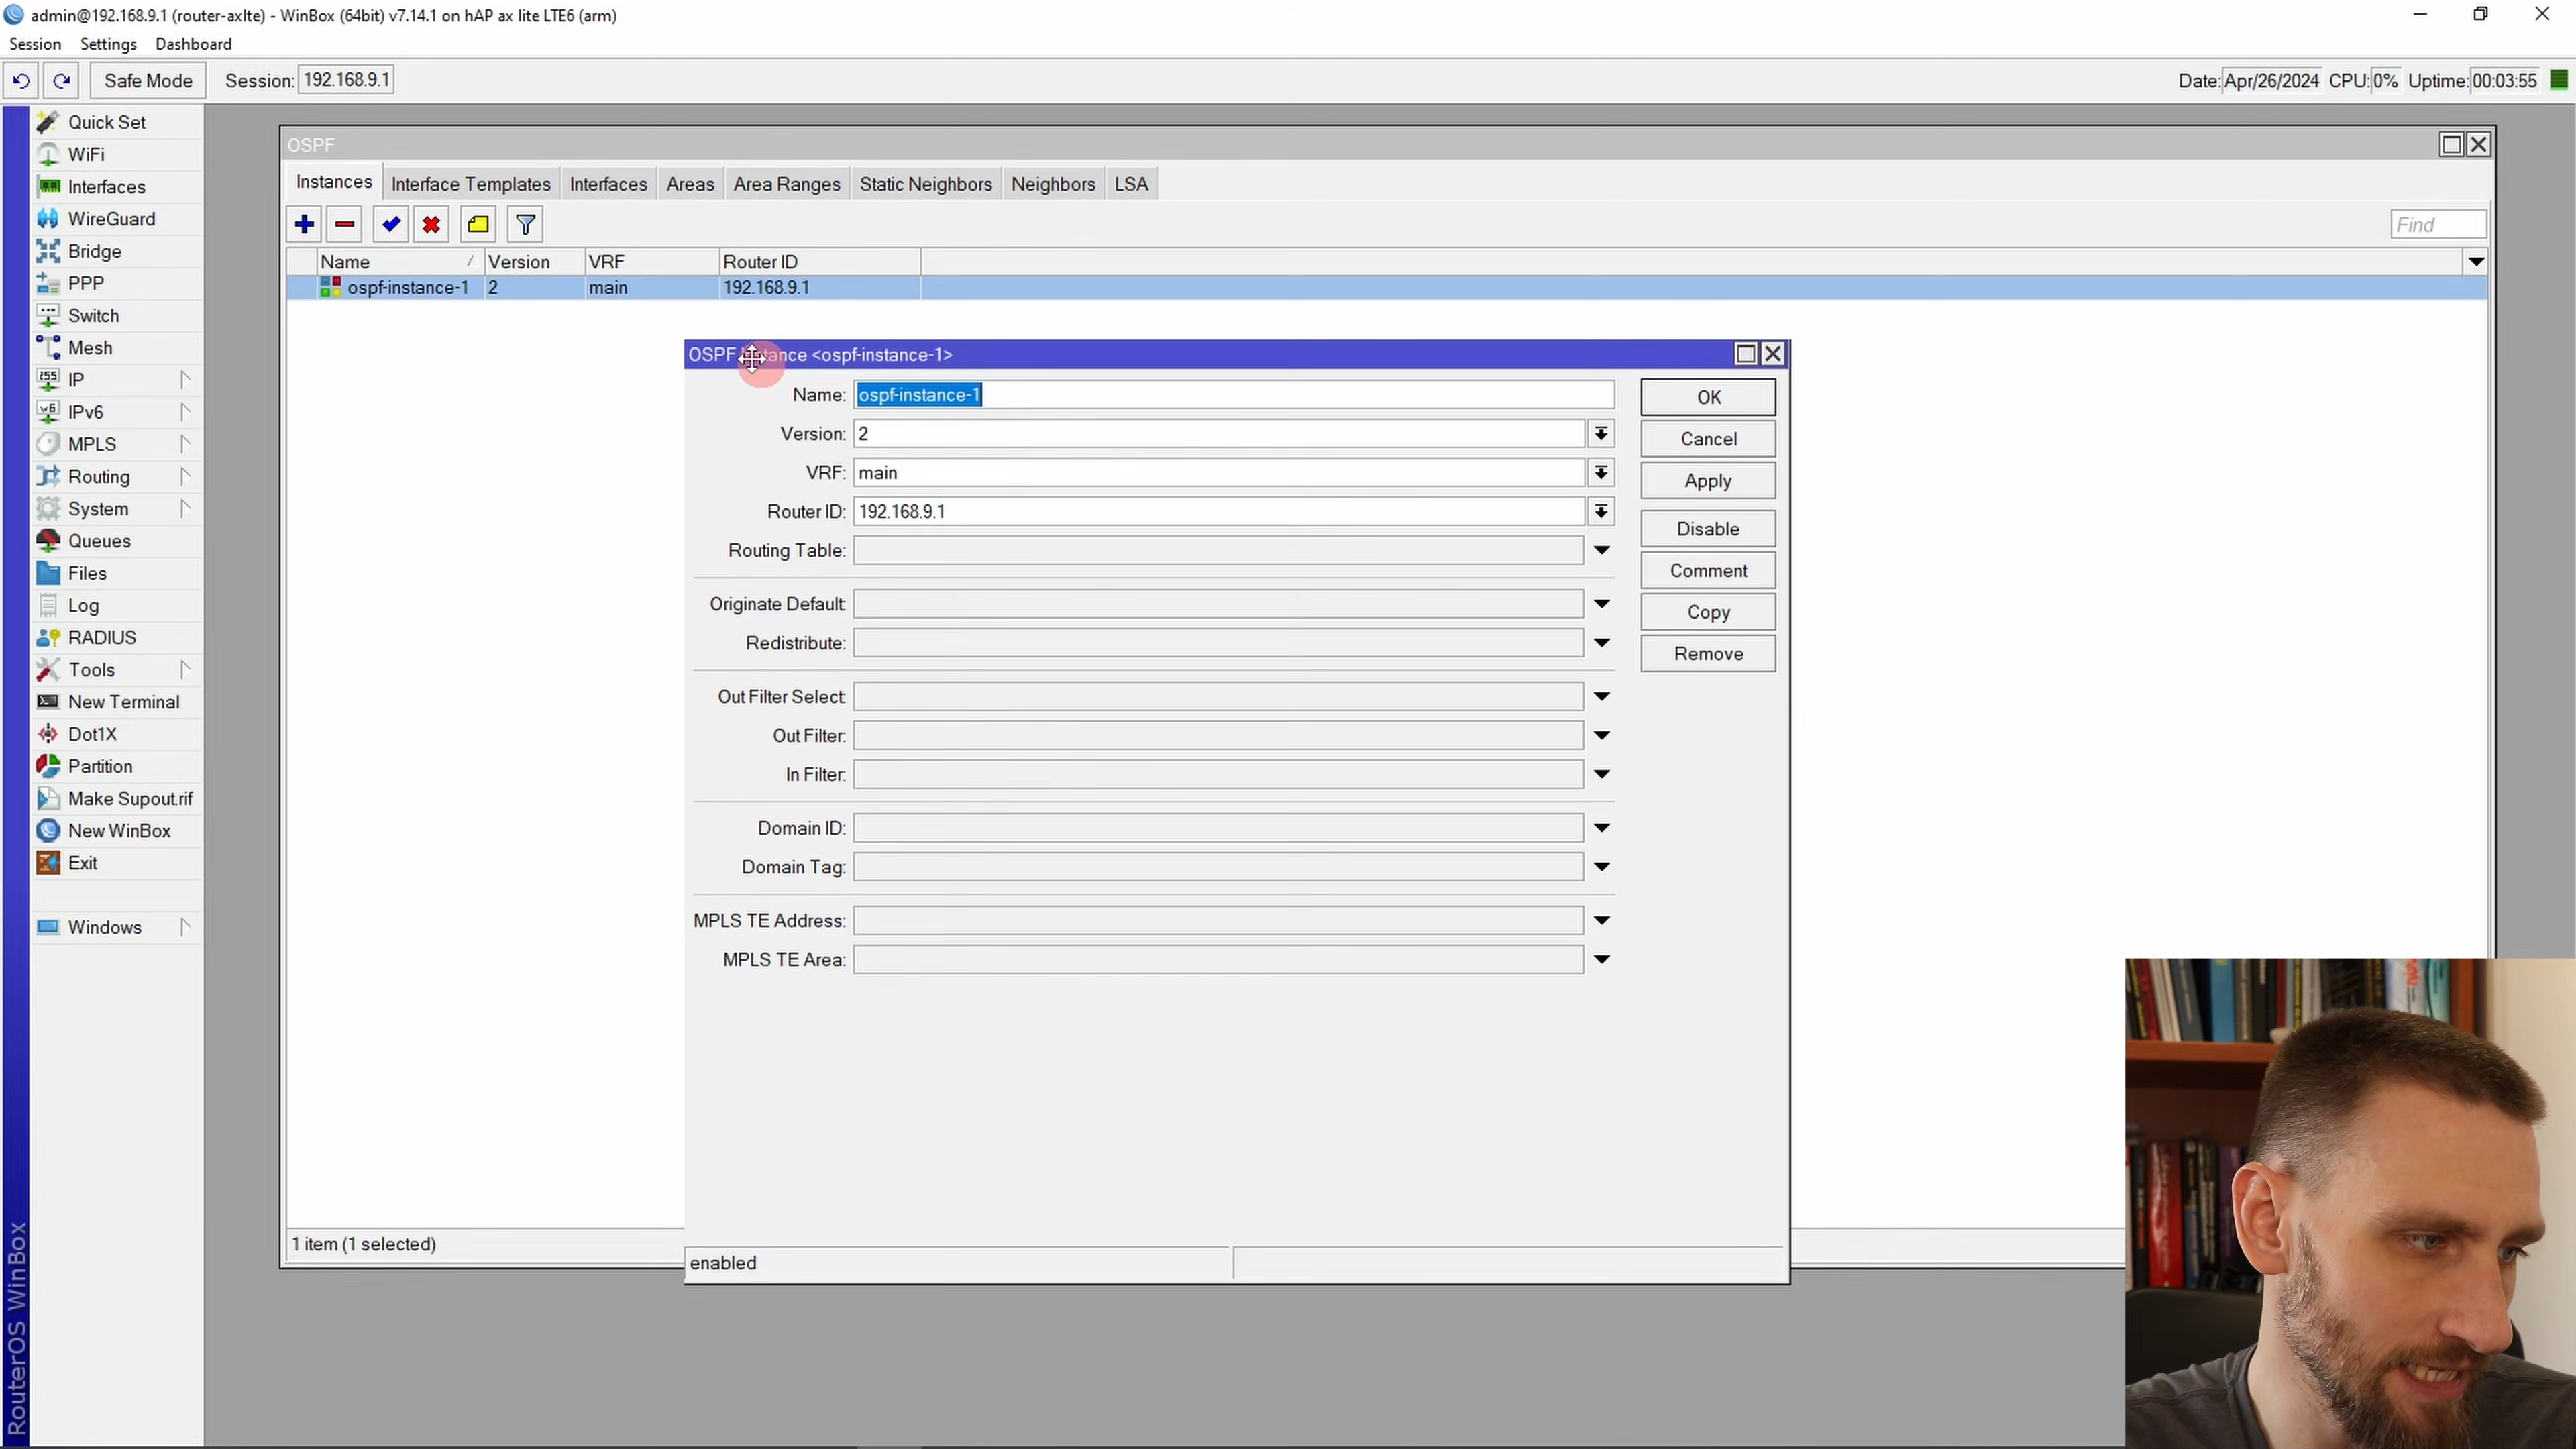 admin@192.168.9.1 (router-axlte) - WinBox (64bit) v7.14.1 on hAP ax lite LTE6 (arm)
Session Settings Dashboard
Safe Mode Session: 192.168.9.1 Date: Apr/26/2024 CPU: 0% Uptime: 00:03:55
Quick Set
WiFi
Interfaces
WireGuard
Bridge
PPP
Switch
Mesh
IP
IPv6
MPLS
Routing
System
Queues
Files
Log
RADIUS
Tools
New Terminal
Dot1X
Partition
Make Supout.rif
New WinBox
Exit
Windows
RouterOS WinBox
OSPF
Instances Interface Templates Interfaces Areas Area Ranges Static Neighbors Neighbors LSA
Find
Name Version VRF Router ID
ospf-instance-1 2 main 192.168.9.1
OSPF Instance <ospf-instance-1>
Name: ospf-instance-1
Version: 2
VRF: main
Router ID: 192.168.9.1
Routing Table:
Originate Default:
Redistribute:
Out Filter Select:
Out Filter:
In Filter:
Domain ID:
Domain Tag:
MPLS TE Address:
MPLS TE Area:
OK
Cancel
Apply
Disable
Comment
Copy
Remove
enabled
1 item (1 selected)